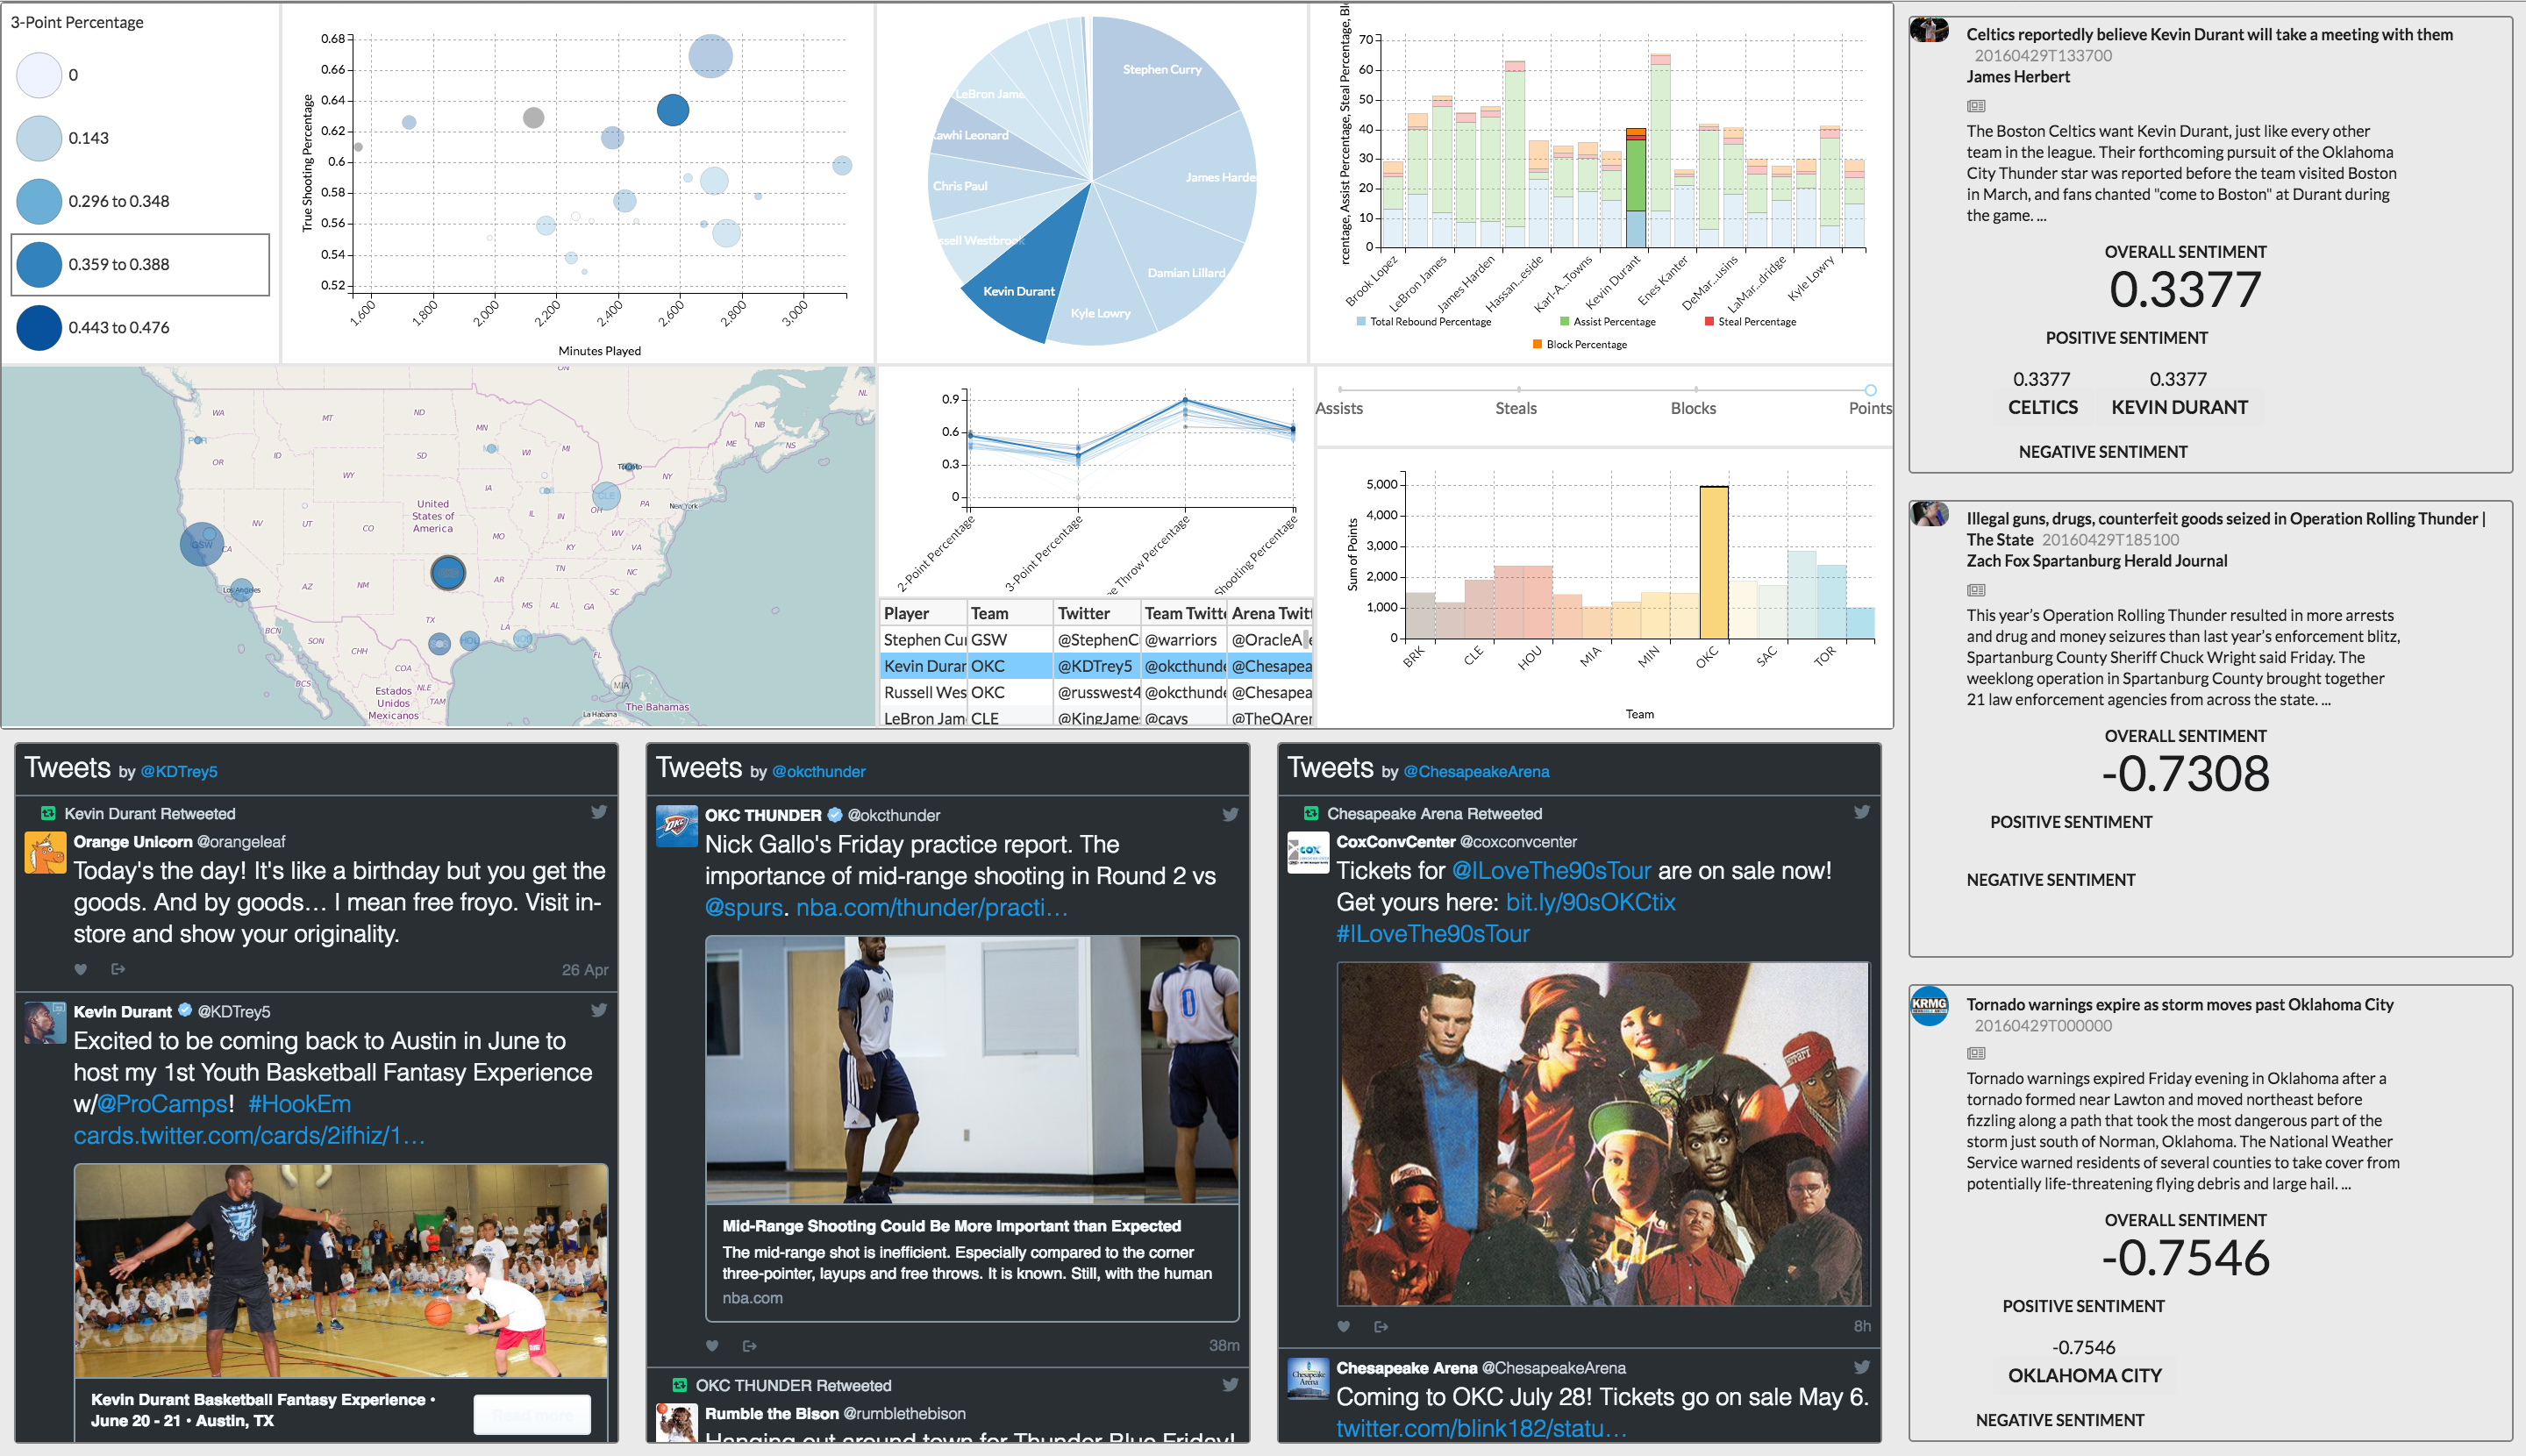 3-Point Percentage
0
0.143
0.296 to 0.348
0.359 to 0.388
0.443 to 0.476
True Shooting Percentage
0.68
0.66
0.64
0.62
0.6
0.58
0.56
0.54
0.52
1,600
1,800
2,000
2,200
2,400
2,600
2,800
3,000
Minutes Played
Stephen Curry
James Harde
Damian Lillard
Kyle Lowry
Kevin Durant
ssell Westbrook
Chris Paul
awhi Leonard
LeBron Jame
rcentage, Assist Percentage, Steal Percentage, Bl
70
60
50
40
30
20
10
0
Brook Lopez
LeBron James
James Harden
Hassan...eside
Karl-A...Towns
Kevin Durant
Enes Kanter
DeMar...usins
LaMar...dridge
Kyle Lowry
Total Rebound Percentage
Assist Percentage
Steal Percentage
Block Percentage
ON
NL
WA
MT
ND
MN
NB
NS
ME
POR
OR
ID
SD
WI
MI
Toronto
NY
WY
IA
CLE
NV
UT
CO
United States of America
IL
IN
OH
PA
New York
GSW
CA
MO
KY
WV
VA
Los Angeles
AZ
NM
AR
TN
NC
MS
AL
GA
SC
TX
LA
HOU
BCN
SON
CHH
FL
COA
MIA
BCS
Estados Unidos Mexicanos
NLE
TAM
La Habana
The Bahamas
0.9
0.6
0.3
0
2-Point Percentage
3-Point Percentage
e Throw Percentage
Shooting Percentage
Player Team Twitter Team Twitt Arena Twitt
Stephen Cur GSW @StephenC @warriors @OracleA
Kevin Durar OKC @KDTrey5 @okcthunde @Chesapea
Russell Wes OKC @russwest4 @okcthunde @Chesapea
LeBron Jam CLE @KingJame @cavs @TheQAren
Assists
Steals
Blocks
Points
Sum of Points
5,000
4,000
3,000
2,000
1,000
0
BRK
CLE
HOU
MIA
MIN
OKC
SAC
TOR
Team
Celtics reportedly believe Kevin Durant will take a meeting with them
20160429T133700
James Herbert
The Boston Celtics want Kevin Durant, just like every other
team in the league. Their forthcoming pursuit of the Oklahoma
City Thunder star was reported before the team visited Boston
in March, and fans chanted "come to Boston" at Durant during
the game. ...
OVERALL SENTIMENT
0.3377
POSITIVE SENTIMENT
0.3377 0.3377
CELTICS KEVIN DURANT
NEGATIVE SENTIMENT
Illegal guns, drugs, counterfeit goods seized in Operation Rolling Thunder |
The State 20160429T185100
Zach Fox Spartanburg Herald Journal
This year's Operation Rolling Thunder resulted in more arrests
and drug and money seizures than last year's enforcement blitz,
Spartanburg County Sheriff Chuck Wright said Friday. The
weeklong operation in Spartanburg County brought together
21 law enforcement agencies from across the state. ...
OVERALL SENTIMENT
-0.7308
POSITIVE SENTIMENT
NEGATIVE SENTIMENT
KRMG
Tornado warnings expire as storm moves past Oklahoma City
20160429T000000
Tornado warnings expired Friday evening in Oklahoma after a
tornado formed near Lawton and moved northeast before
fizzling along a path that took the most dangerous part of the
storm just south of Norman, Oklahoma. The National Weather
Service warned residents of several counties to take cover from
potentially life-threatening flying debris and large hail. ...
OVERALL SENTIMENT
-0.7546
POSITIVE SENTIMENT
-0.7546
OKLAHOMA CITY
NEGATIVE SENTIMENT
Tweets by @KDTrey5
Kevin Durant Retweeted
Orange Unicorn @orangeleaf
Today's the day! It's like a birthday but you get the
goods. And by goods... I mean free froyo. Visit in-
store and show your originality.
26 Apr
Kevin Durant @KDTrey5
Excited to be coming back to Austin in June to
host my 1st Youth Basketball Fantasy Experience
w/@ProCamps! #HookEm
cards.twitter.com/cards/2ifhiz/1...
Kevin Durant Basketball Fantasy Experience •
June 20 - 21 • Austin, TX
Tweets by @okcthunder
OKC THUNDER @okcthunder
Nick Gallo's Friday practice report. The
importance of mid-range shooting in Round 2 vs
@spurs. nba.com/thunder/practi...
9
0
Mid-Range Shooting Could Be More Important than Expected
The mid-range shot is inefficient. Especially compared to the corner
three-pointer, layups and free throws. It is known. Still, with the human
nba.com
38m
OKC THUNDER Retweeted
Rumble the Bison @rumblethebison
Hanging out around town for Thunder Blue Friday!
Tweets by @ChesapeakeArena
Chesapeake Arena Retweeted
COX
CoxConvCenter @coxconvcenter
Tickets for @ILoveThe90sTour are on sale now!
Get yours here: bit.ly/90sOKCtix
#ILoveThe90sTour
8h
Chesapeake Arena @ChesapeakeArena
Coming to OKC July 28! Tickets go on sale May 6.
twitter.com/blink182/statu...